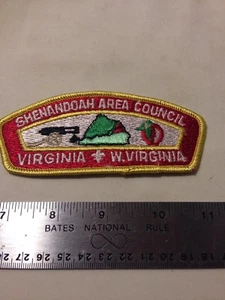 SHENANDOAH AREA COUNCIL
VIRGINIA W.VIRGINIA
7 8 9 10 11
BATES NATIONAL RULE